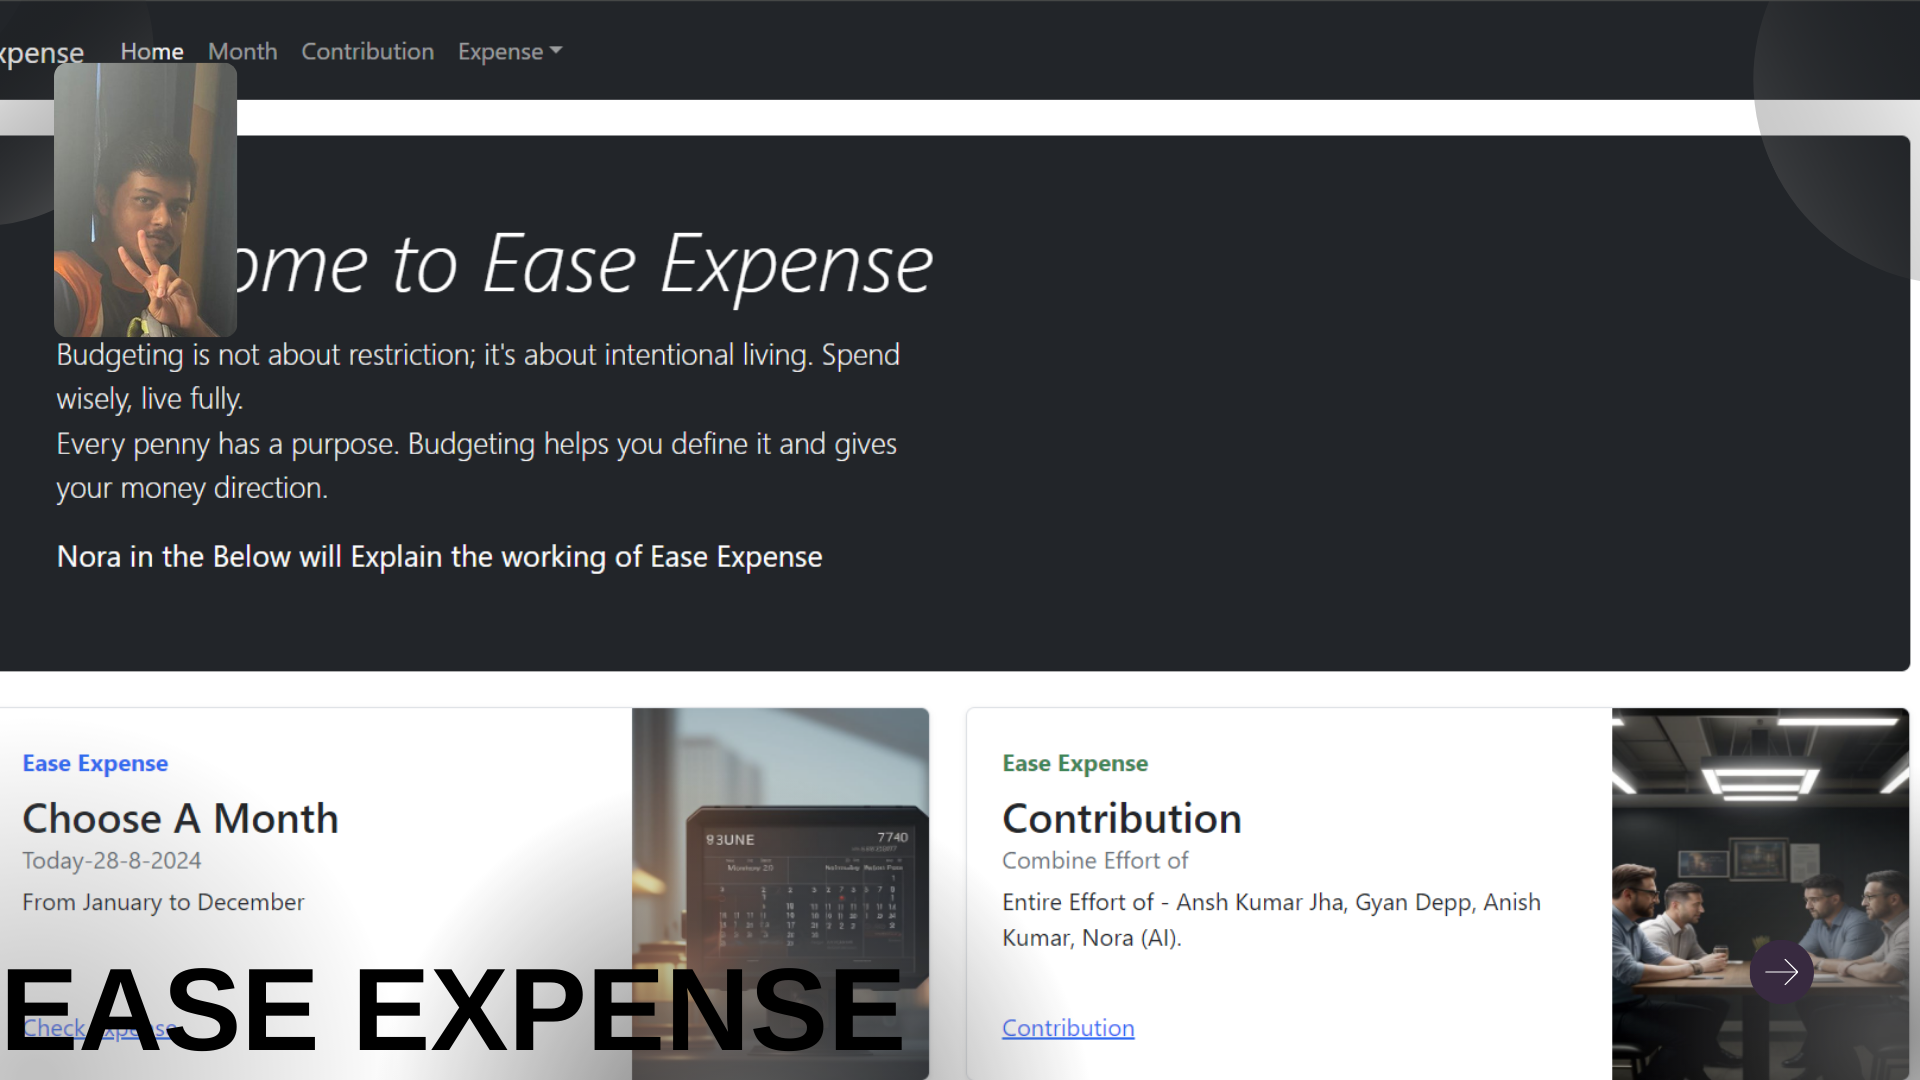 xpense Home Month Contribution Expense
ome to Ease Expense
Budgeting is not about restriction; it's about intentional living. Spend
wisely, live fully.
Every penny has a purpose. Budgeting helps you define it and gives
your money direction.
Nora in the Below will Explain the working of Ease Expense
Ease Expense
Choose A Month
Today-28-8-2024
From January to December
Check Expense
93UNE 7740
Ease Expense
Contribution
Combine Effort of
Entire Effort of - Ansh Kumar Jha, Gyan Depp, Anish
Kumar, Nora (AI).
Contribution
EASE EXPENSE